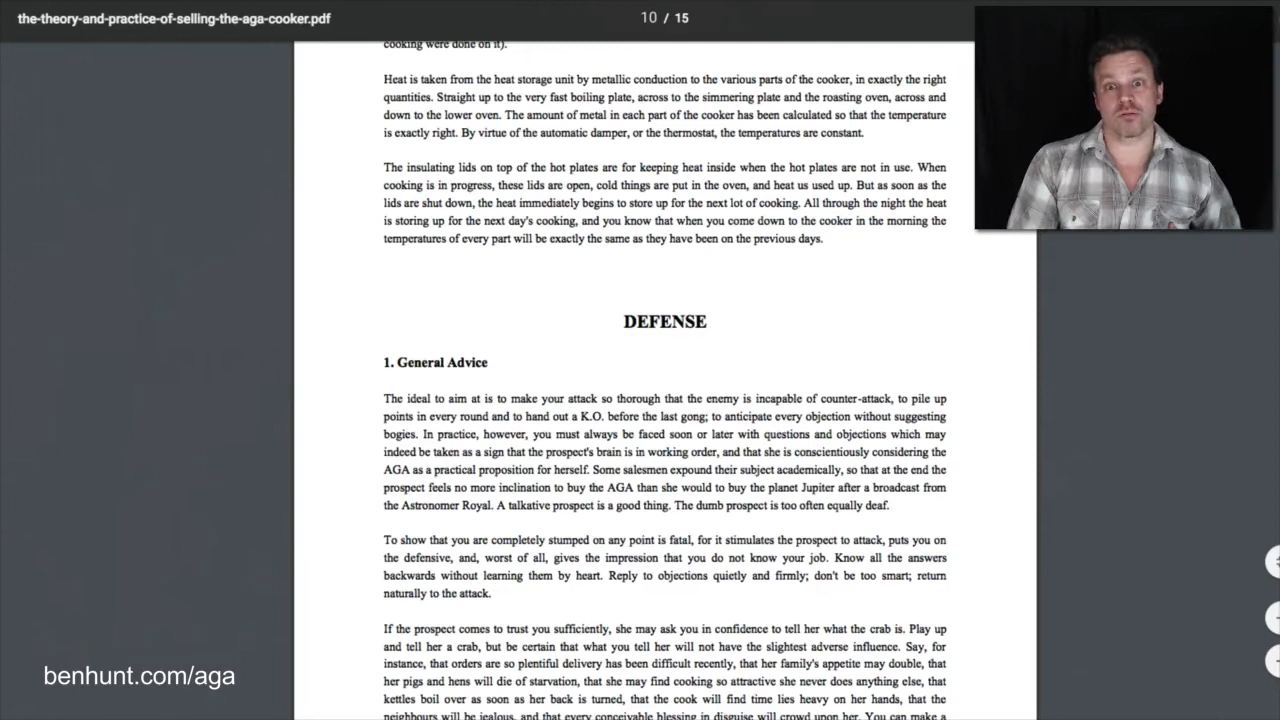 the-theory-and-practice-of-selling-the-aga-cooker.pdf
10 / 15
cooking were done on it).
Heat is taken from the heat storage unit by metallic conduction to the various parts of the cooker, in exactly the right
quantities. Straight up to the very fast boiling plate, across to the simmering plate and the roasting oven, across and
down to the lower oven. The amount of metal in each part of the cooker has been calculated so that the temperature
is exactly right. By virtue of the automatic damper, or the thermostat, the temperatures are constant.
The insulating lids on top of the hot plates are for keeping heat inside when the hot plates are not in use. When
cooking is in progress, these lids are open, cold things are put in the oven, and heat us used up. But as soon as the
lids are shut down, the heat immediately begins to store up for the next lot of cooking. All through the night the heat
is storing up for the next day's cooking, and you know that when you come down to the cooker in the morning the
temperatures of every part will be exactly the same as they have been on the previous days.
DEFENSE
1. General Advice
The ideal to aim at is to make your attack so thorough that the enemy is incapable of counter-attack, to pile up
points in every round and to hand out a K.O. before the last gong; to anticipate every objection without suggesting
bogies. In practice, however, you must always be faced soon or later with questions and objections which may
indeed be taken as a sign that the prospect's brain is in working order, and that she is conscientiously considering the
AGA as a practical proposition for herself. Some salesmen expound their subject academically, so that at the end the
prospect feels no more inclination to buy the AGA than she would to buy the planet Jupiter after a broadcast from
the Astronomer Royal. A talkative prospect is a good thing. The dumb prospect is too often equally deaf.
To show that you are completely stumped on any point is fatal, for it stimulates the prospect to attack, puts you on
the defensive, and, worst of all, gives the impression that you do not know your job. Know all the answers
backwards without learning them by heart. Reply to objections quietly and firmly; don't be too smart; return
naturally to the attack.
If the prospect comes to trust you sufficiently, she may ask you in confidence to tell her what the crab is. Play up
and tell her a crab, but be certain that what you tell her will not have the slightest adverse influence. Say, for
instance, that orders are so plentiful delivery has been difficult recently, that her family's appetite may double, that
her pigs and hens will die of starvation, that she may find cooking so attractive she never does anything else, that
kettles boil over as soon as her back is turned, that the cook will find time lies heavy on her hands, that the
neighbours will be jealous, and that every conceivable blessing in disguise will crowd upon her. You can make a
benhunt.com/aga